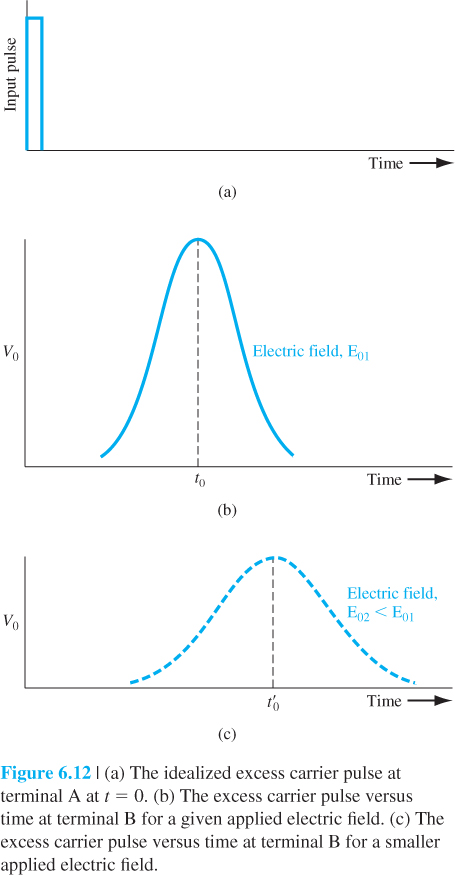 Input pulse
Time
(a)
V0
Electric field, E01
t0
Time
(b)
Electric field,
E02 < E01
V0
t′0
Time
(c)
Figure 6.12 | (a) The idealized excess carrier pulse at
terminal A at t = 0. (b) The excess carrier pulse versus
time at terminal B for a given applied electric field. (c) The
excess carrier pulse versus time at terminal B for a smaller
applied electric field.